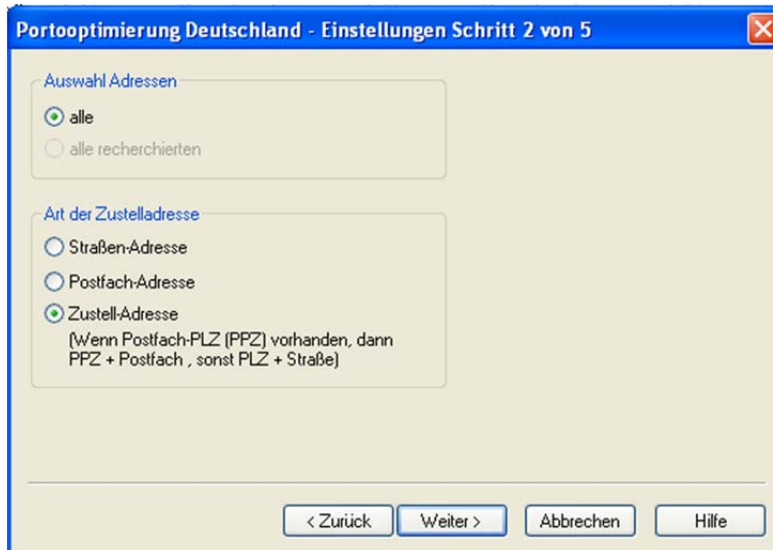 Portooptimierung Deutschland - Einstellungen Schritt 2 von 5
Auswahl Adressen
alle
alle recherchierten
Art der Zustelladresse
Straßen-Adresse
Postfach-Adresse
Zustell-Adresse
(Wenn Postfach-PLZ (PPZ) vorhanden, dann
PPZ + Postfach , sonst PLZ + Straße)
< Zurück Weiter > Abbrechen Hilfe